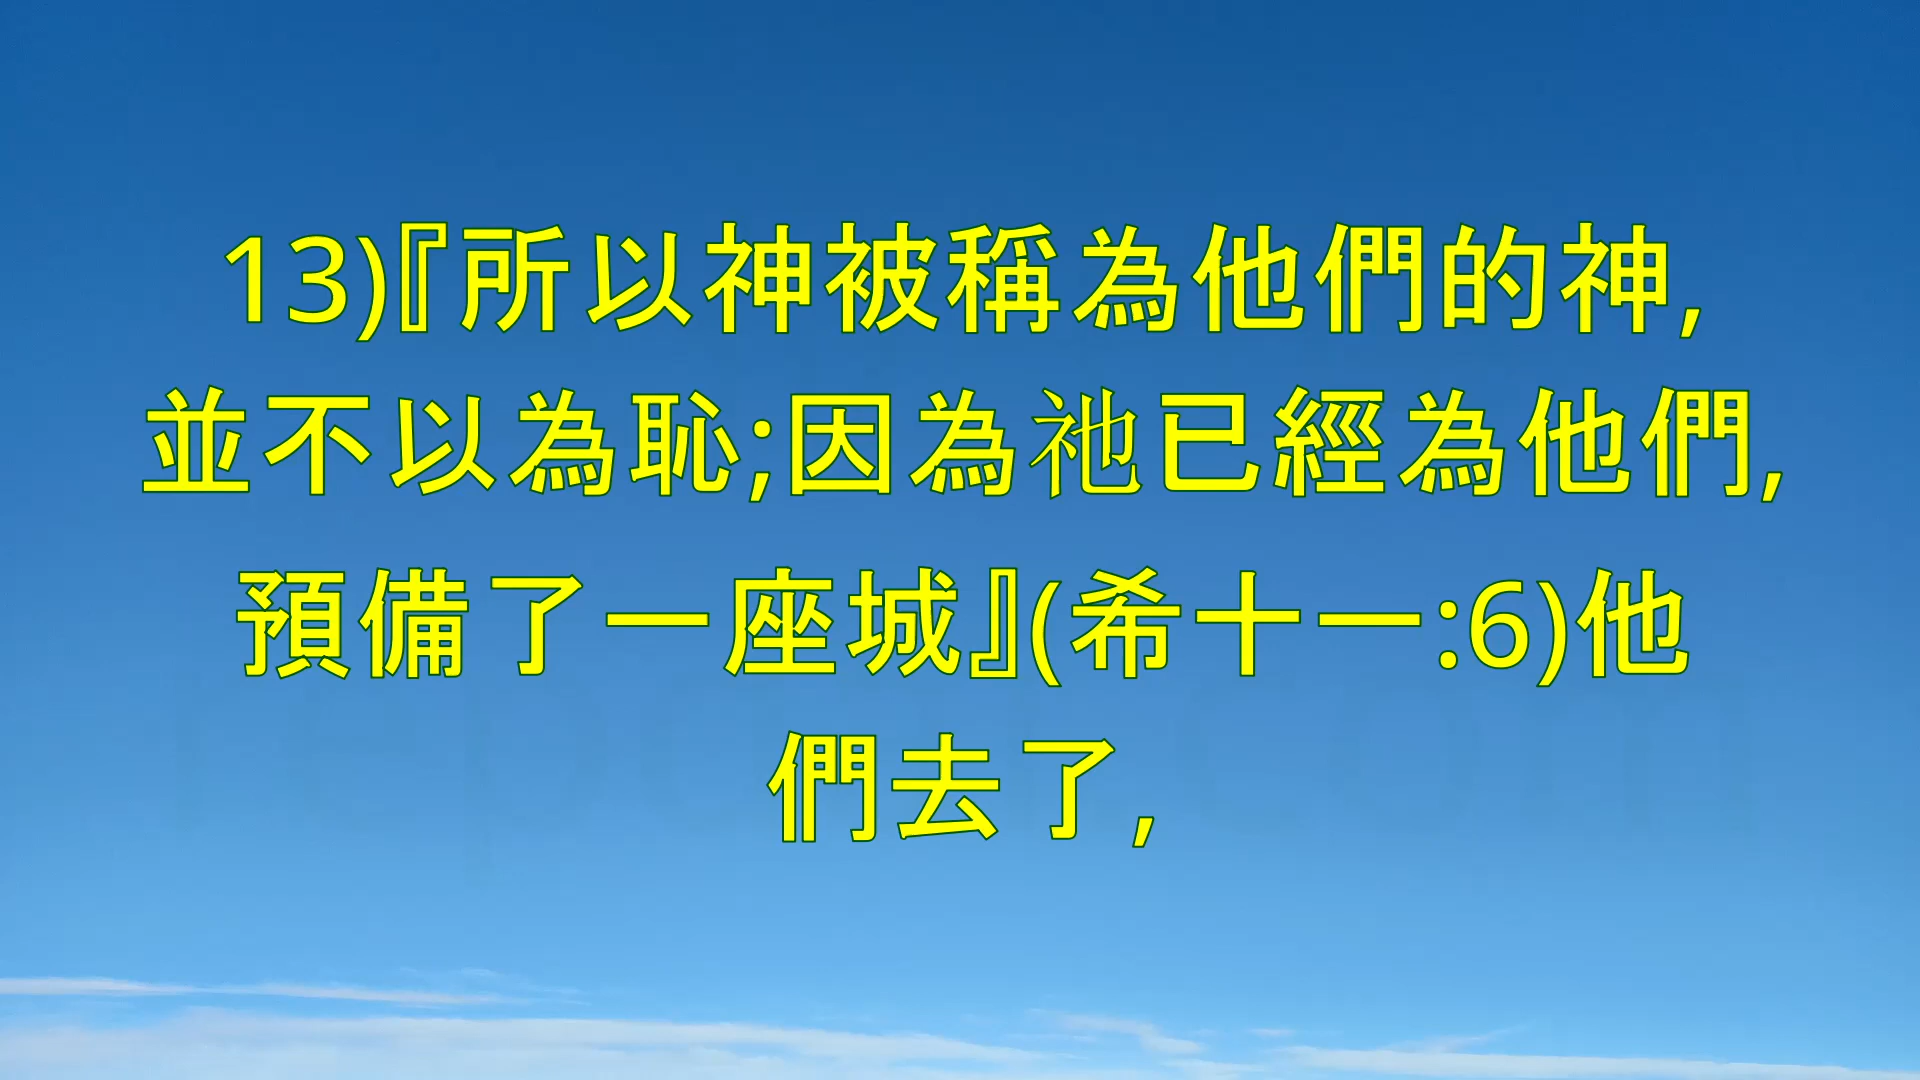 13)『所以神被稱為他們的神,
並不以為恥;因為祂已經為他們,
預備了一座城』(希十一:6)他
們去了,